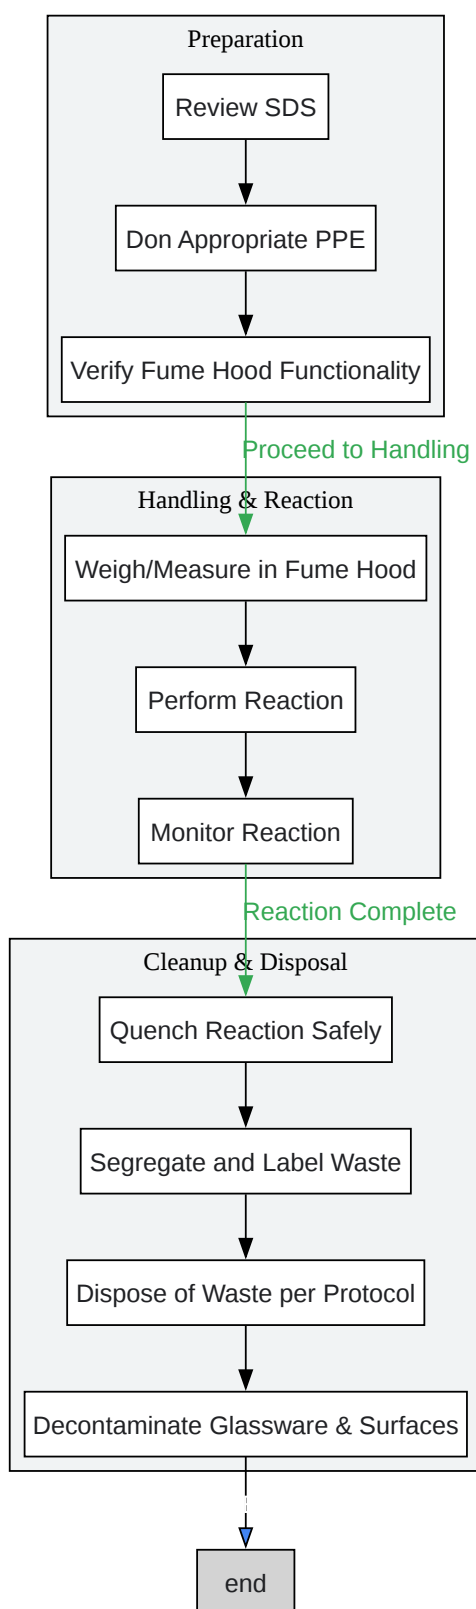 Preparation
Review SDS
Don Appropriate PPE
Verify Fume Hood Functionality
Proceed to Handling
Handling & Reaction
Weigh/Measure in Fume Hood
Perform Reaction
Monitor Reaction
Reaction Complete
Cleanup & Disposal
Quench Reaction Safely
Segregate and Label Waste
Dispose of Waste per Protocol
Decontaminate Glassware & Surfaces
end